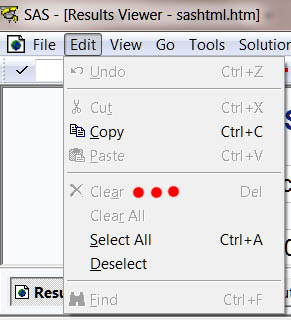 SAS - [Results Viewer - sashtml.htm]
File Edit View Go Tools Solution
Undo Ctrl+Z
Cut Ctrl+X
Copy Ctrl+C
Paste Ctrl+V
Clear Del
Clear All
Select All Ctrl+A
Deselect
Find Ctrl+F
Resu